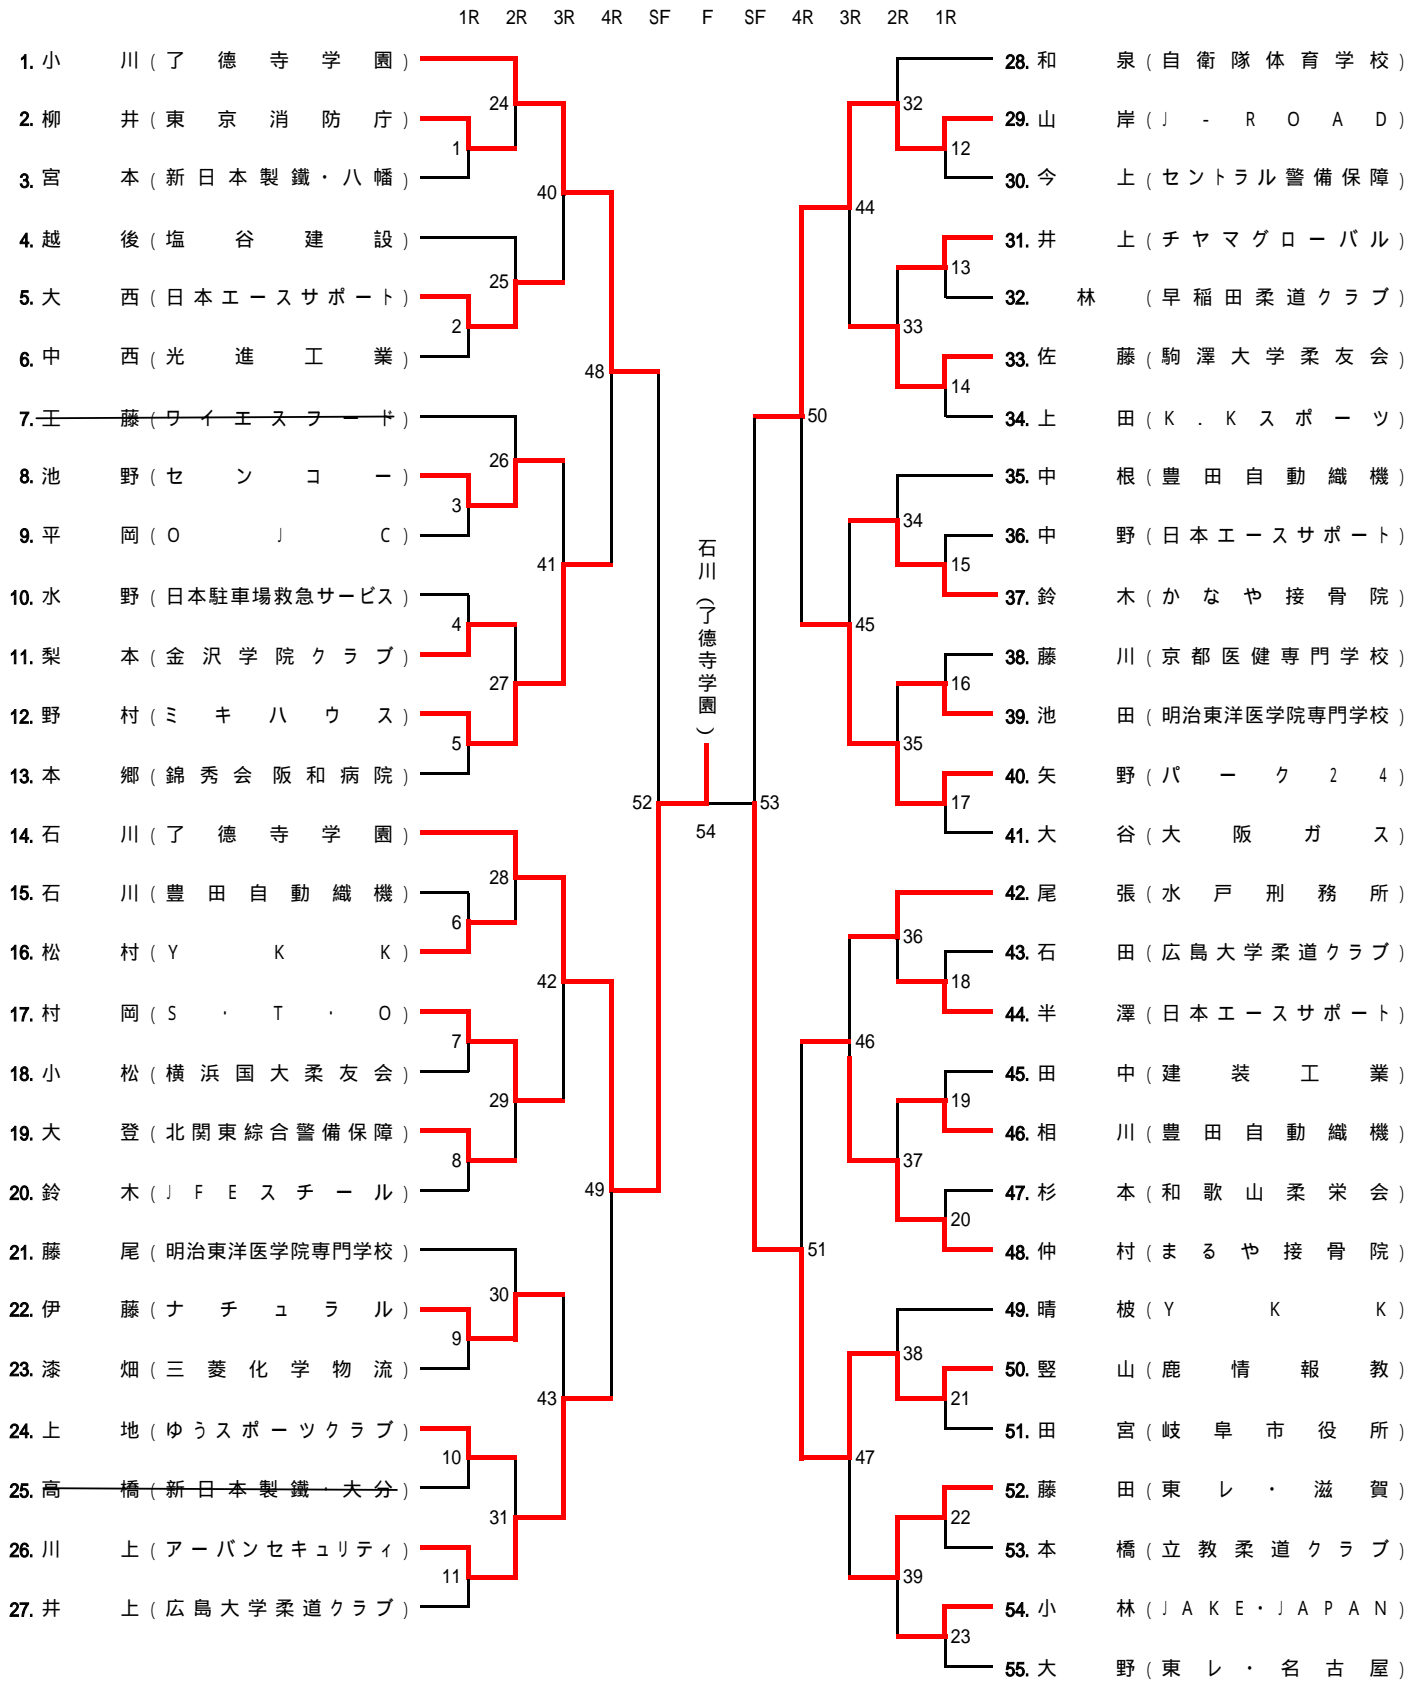 1R 2R 3R 4R SF F SF 4R 3R 2R 1R
1. 小川(了德寺学園)
2. 柳井(東京消防庁)
3. 宮本(新日本製鐵・八幡)
4. 越後(塩谷建設)
5. 大西(日本エースサポート)
6. 中西(光進工業)
7. 工藤(ワイエスフード)
8. 池野(センコー)
9. 平岡(OJC)
10. 水野(日本駐車場救急サービス)
11. 梨本(金沢学院クラブ)
12. 野村(ミキハウス)
13. 本郷(錦秀会阪和病院)
14. 石川(了德寺学園)
15. 石川(豊田自動織機)
16. 松村(YKK)
17. 村岡(S・T・O)
18. 小松(横浜国大柔友会)
19. 大登(北関東綜合警備保障)
20. 鈴木(JFEスチール)
21. 藤尾(明治東洋医学院専門学校)
22. 伊藤(ナチュラル)
23. 漆畑(三菱化学物流)
24. 上地(ゆうスポーツクラブ)
25. 高橋(新日本製鐵・大分)
26. 川上(アーバンセキュリティ)
27. 井上(広島大学柔道クラブ)
1
2
3
4
5
6
7
8
9
10
11
24
25
26
27
28
29
30
31
40
41
42
43
48
49
52
石川(了德寺学園)
54
53
50
51
44
45
46
47
32
33
34
35
36
37
38
39
12
13
14
15
16
17
18
19
20
21
22
23
28. 和泉(自衛隊体育学校)
29. 山岸(J-ROAD)
30. 今上(セントラル警備保障)
31. 井上(チヤマグローバル)
32. 林(早稲田柔道クラブ)
33. 佐藤(駒澤大学柔友会)
34. 上田(K.Kスポーツ)
35. 中根(豊田自動織機)
36. 中野(日本エースサポート)
37. 鈴木(かなや接骨院)
38. 藤川(京都医健専門学校)
39. 池田(明治東洋医学院専門学校)
40. 矢野(パーク24)
41. 大谷(大阪ガス)
42. 尾張(水戸刑務所)
43. 石田(広島大学柔道クラブ)
44. 半澤(日本エースサポート)
45. 田中(建装工業)
46. 相川(豊田自動織機)
47. 杉本(和歌山柔栄会)
48. 仲村(まるや接骨院)
49. 晴柀(YKK)
50. 竪山(鹿情報教)
51. 田宮(岐阜市役所)
52. 藤田(東レ・滋賀)
53. 本橋(立教柔道クラブ)
54. 小林(JAKE・JAPAN)
55. 大野(東レ・名古屋)